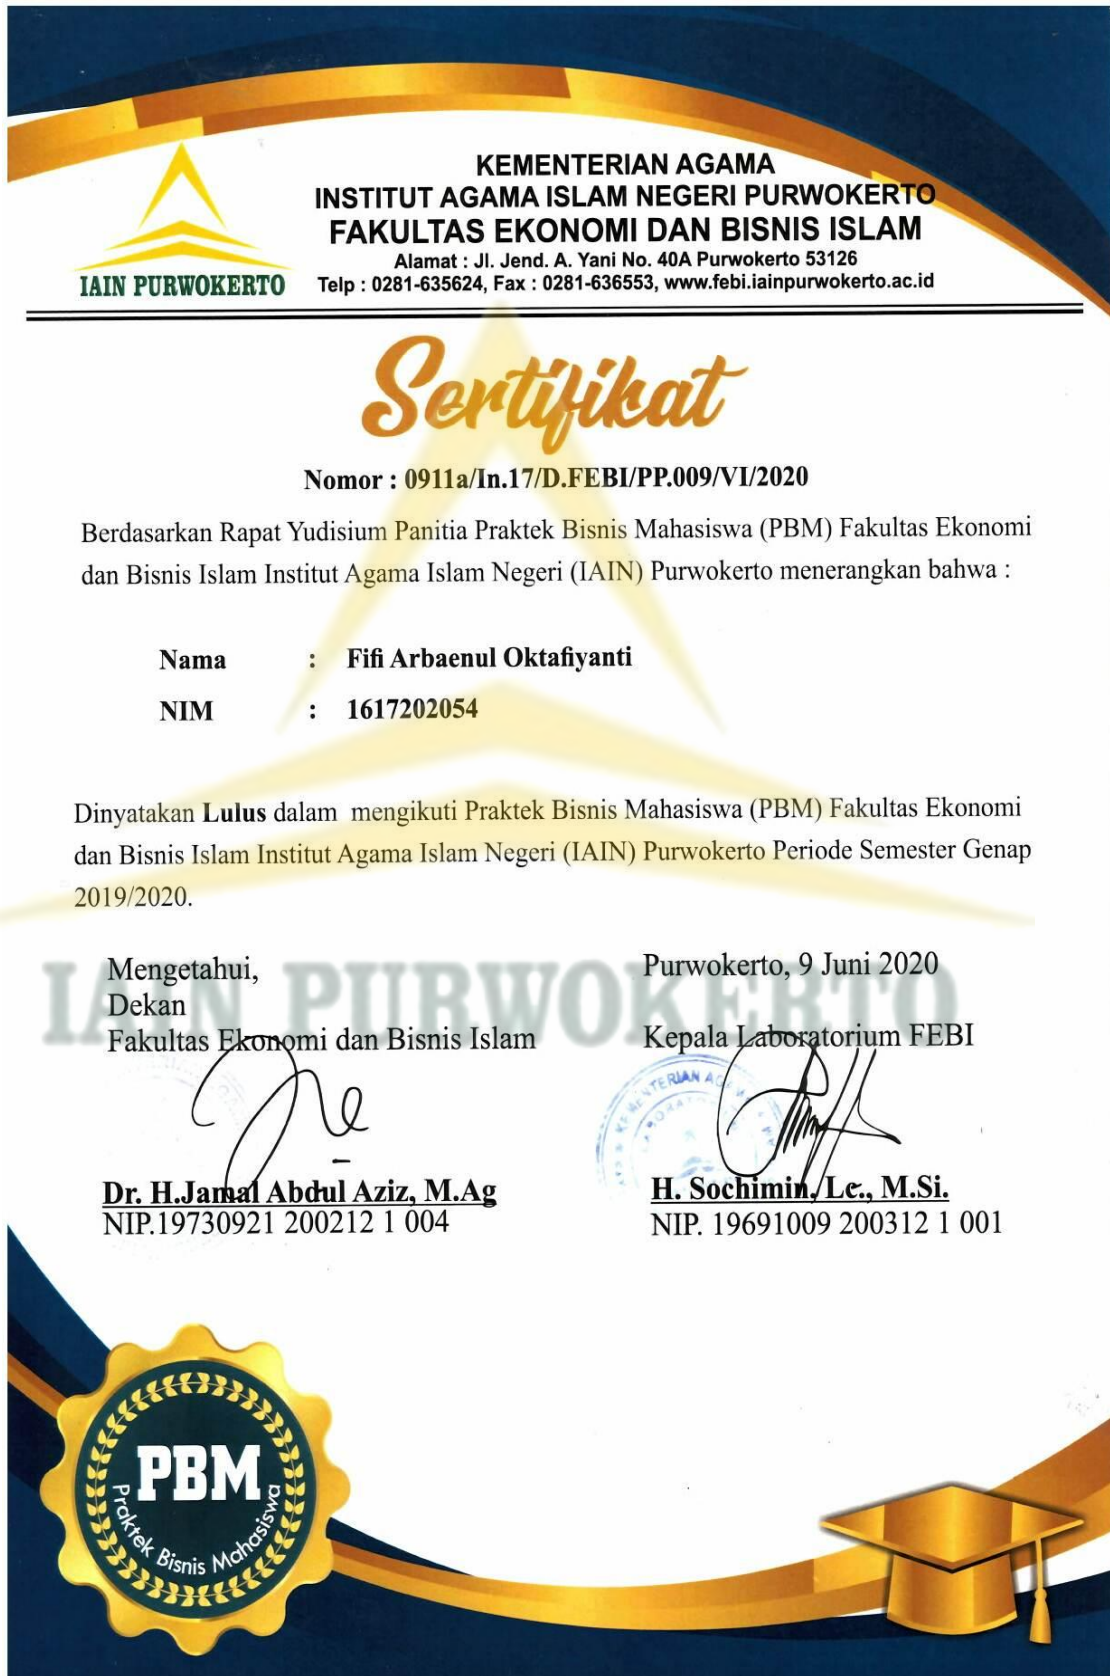 KEMENTERIAN AGAMA
INSTITUT AGAMA ISLAM NEGERI PURWOKERTO
FAKULTAS EKONOMI DAN BISNIS ISLAM
Alamat : Jl. Jend. A. Yani No. 40A Purwokerto 53126
Telp : 0281-635624, Fax : 0281-636553, www.febi.iainpurwokerto.ac.id
IAIN PURWOKERTO
Sertifikat
Nomor : 0911a/In.17/D.FEBI/PP.009/VI/2020
Berdasarkan Rapat Yudisium Panitia Praktek Bisnis Mahasiswa (PBM) Fakultas Ekonomi
dan Bisnis Islam Institut Agama Islam Negeri (IAIN) Purwokerto menerangkan bahwa :
Nama : Fifi Arbaenul Oktafiyanti
NIM : 1617202054
Dinyatakan Lulus dalam mengikuti Praktek Bisnis Mahasiswa (PBM) Fakultas Ekonomi
dan Bisnis Islam Institut Agama Islam Negeri (IAIN) Purwokerto Periode Semester Genap
2019/2020.
IAIN PURWOKERTO
Mengetahui,
Dekan
Fakultas Ekonomi dan Bisnis Islam
Dr. H.Jamal Abdul Aziz, M.Ag
NIP.19730921 200212 1 004
Purwokerto, 9 Juni 2020
Kepala Laboratorium FEBI
H. Sochimin, Lc., M.Si.
NIP. 19691009 200312 1 001
PBM
Praktek Bisnis Mahasiswa